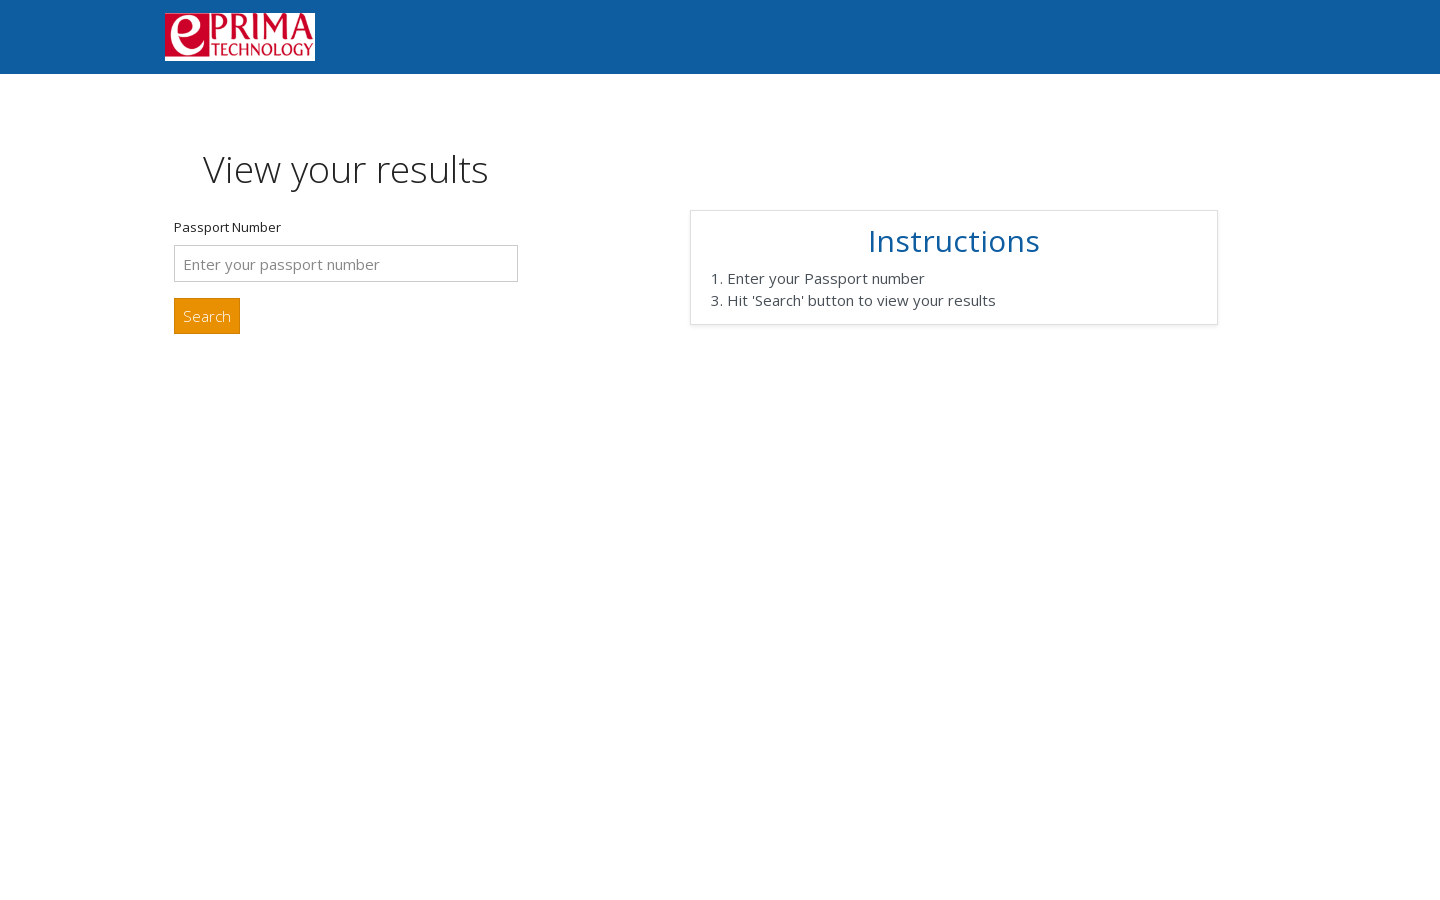 ePRIMA
TECHNOLOGY
View your results
Passport Number
Enter your passport number
Search
Instructions
1. Enter your Passport number
3. Hit 'Search' button to view your results